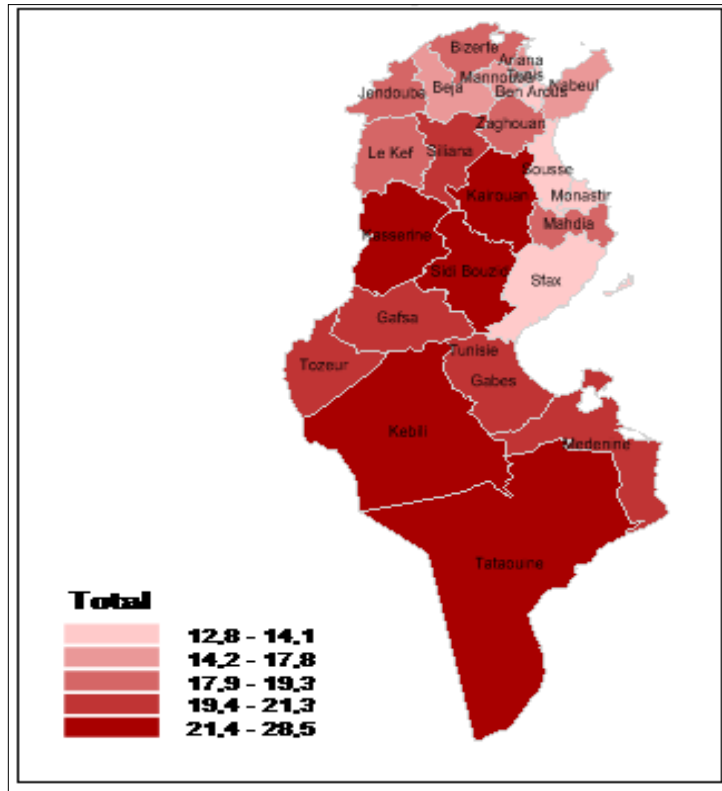 Bizerte
Ariana
Mannouba
Tunis
Beja
Ben Arous
Nabeul
Jendouba
Zaghouan
Le Kef
Siliana
Sousse
Kairouan
Monastir
Mahdia
Kasserine
Sidi Bouzid
Sfax
Gafsa
Tunisie
Tozeur
Gabes
Kebili
Medenine
Tataouine
Total
12,8 - 14,1
14,2 - 17,8
17,9 - 19,3
19,4 - 21,3
21,4 - 28,5